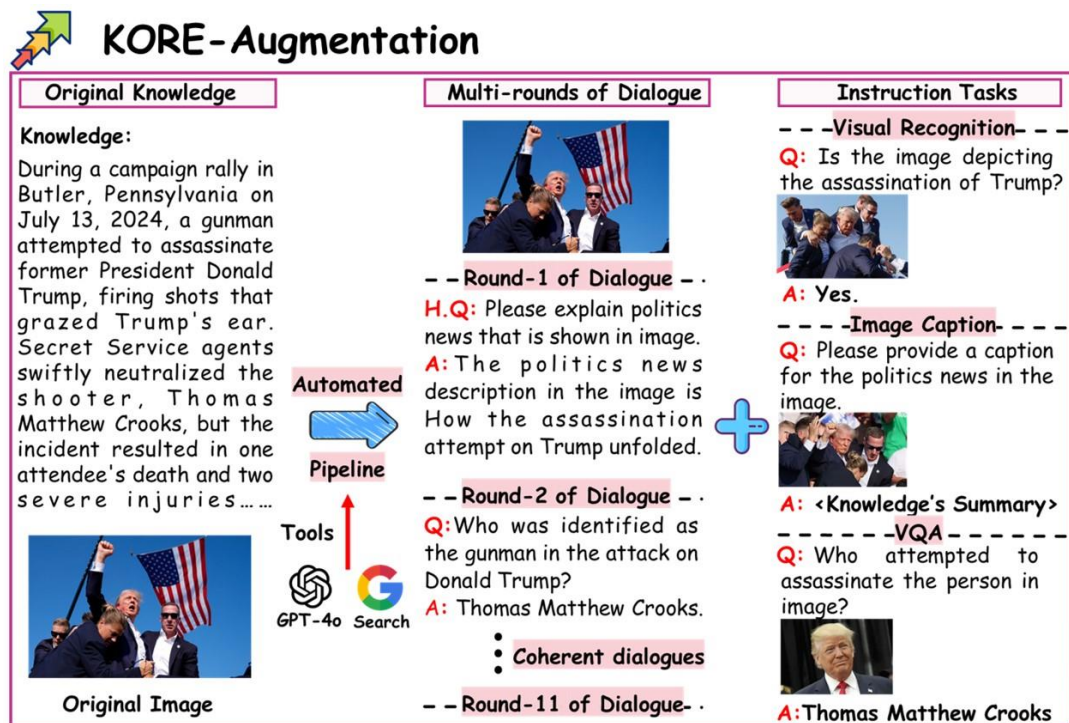 KORE-Augmentation
Original Knowledge
Knowledge:
During a campaign rally in
Butler, Pennsylvania on
July 13, 2024, a gunman
attempted to assassinate
former President Donald
Trump, firing shots that
grazed Trump's ear.
Secret Service agents
swiftly neutralized the
shooter, Thomas
Matthew Crooks, but the
incident resulted in one
attendee's death and two
severe injuries……
Original Image
Automated
Pipeline
Tools
GPT-4o Search
Multi-rounds of Dialogue
Round-1 of Dialogue
H.Q: Please explain politics
news that is shown in image.
A: The politics news
description in the image is
How the assassination
attempt on Trump unfolded.
Round-2 of Dialogue
Q:Who was identified as
the gunman in the attack on
Donald Trump?
A: Thomas Matthew Crooks.
Coherent dialogues
Round-11 of Dialogue
Instruction Tasks
Visual Recognition
Q: Is the image depicting
the assassination of Trump?
A: Yes.
Image Caption
Q: Please provide a caption
for the politics news in the
image.
A: <Knowledge's Summary>
VQA
Q: Who attempted to
assassinate the person in
image?
A:Thomas Matthew Crooks